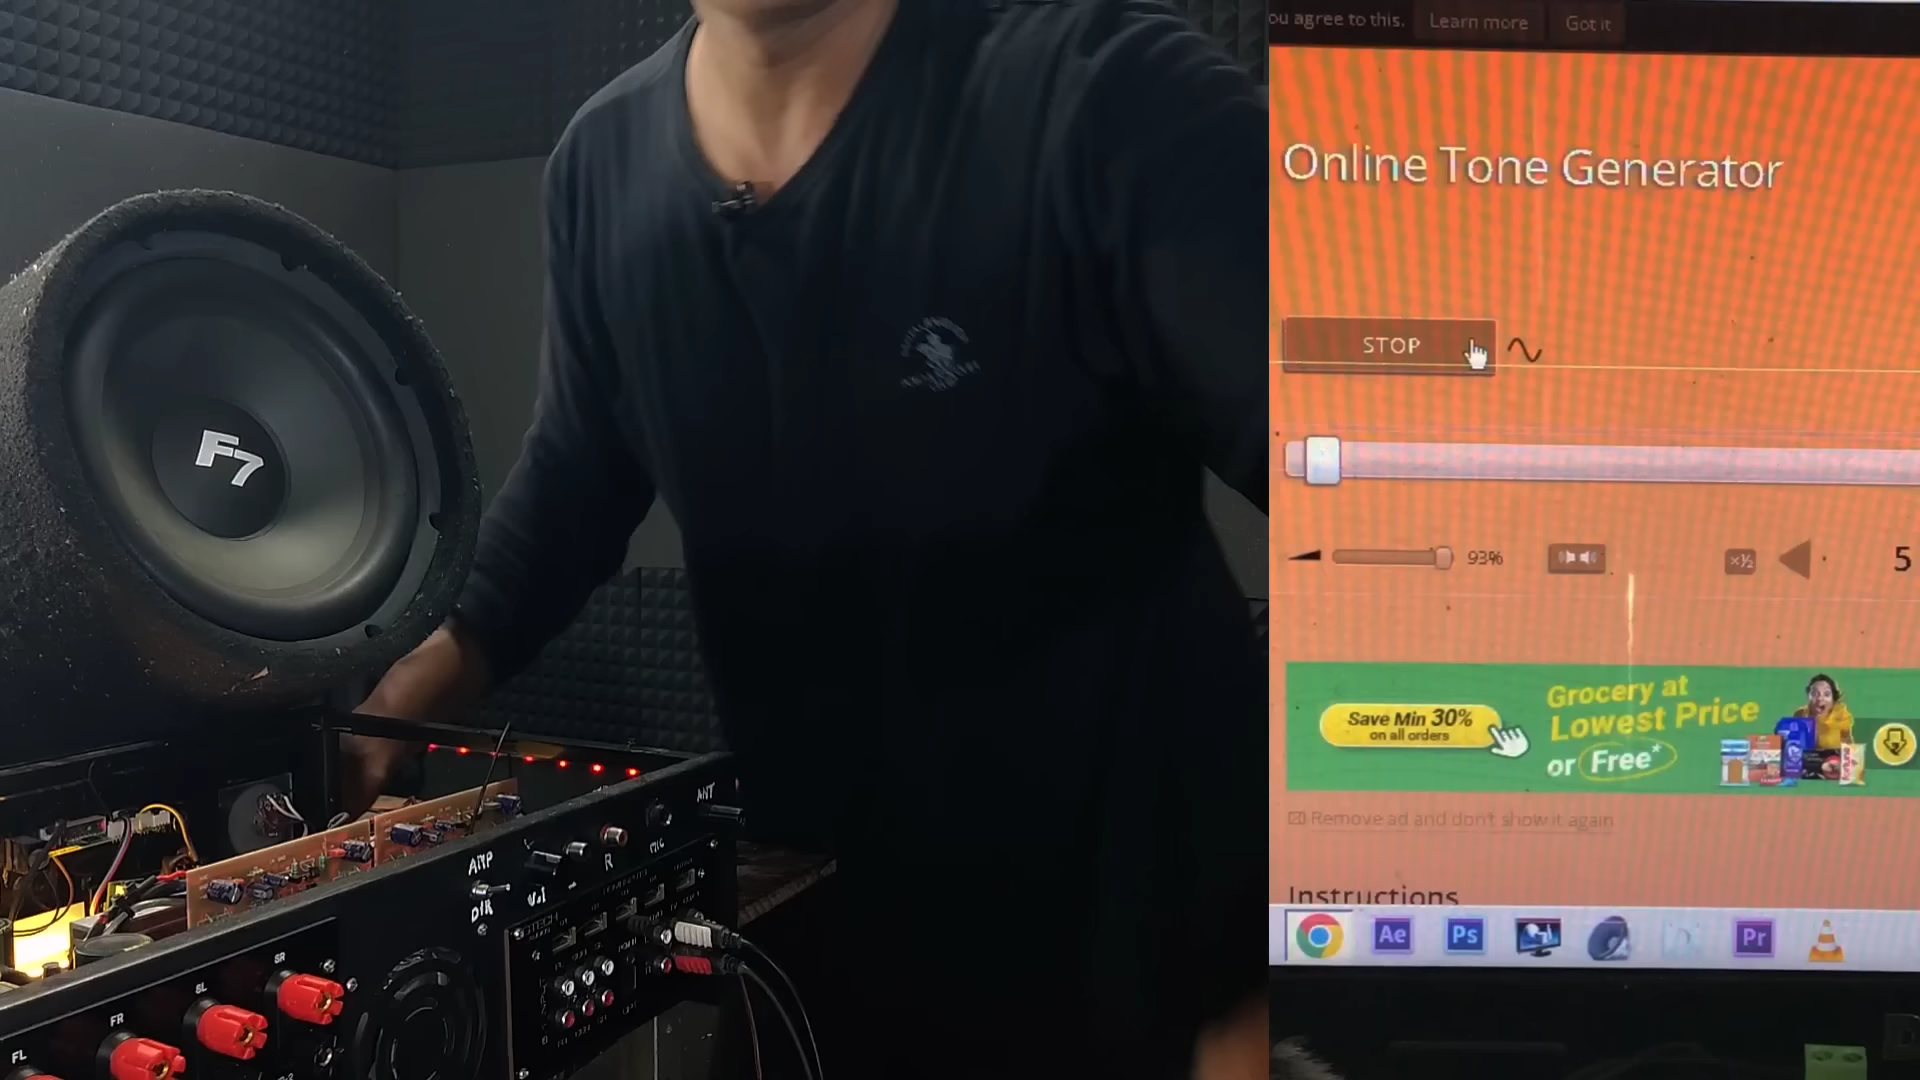 ou agree to this. Learn more Got it
Online Tone Generator
STOP
93% ×½ 5
Save Min 30%
on all orders
Grocery at
Lowest Price
or Free*
Remove ad and don't show it again
Instructions
Ae Ps Pr
F7
ANT
AMP
R
MIC
DIR
Vol
SR
SL
FR
FL